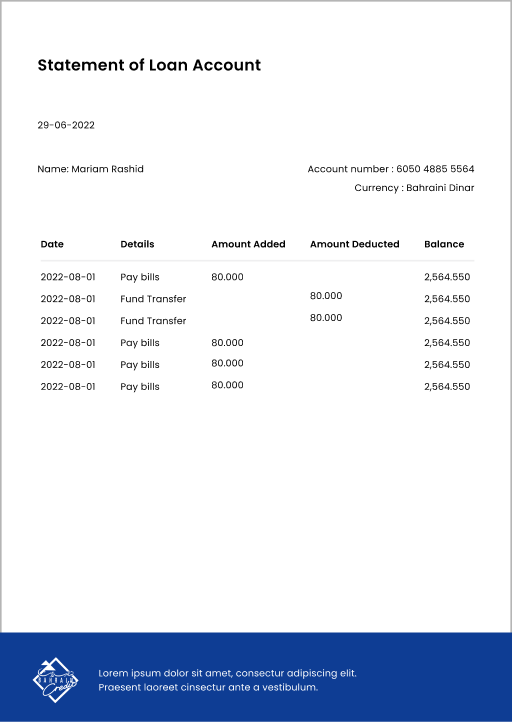 Statement of Loan Account
29-06-2022
Name: Mariam Rashid Account number : 6050 4885 5564
Currency : Bahraini Dinar
Date Details Amount Added Amount Deducted Balance
2022-08-01 Pay bills 80.000 2,564.550
2022-08-01 Fund Transfer 80.000 2,564.550
2022-08-01 Fund Transfer 80.000 2,564.550
2022-08-01 Pay bills 80.000 2,564.550
2022-08-01 Pay bills 80.000 2,564.550
2022-08-01 Pay bills 80.000 2,564.550
BAHRAIN
Credit
Lorem ipsum dolor sit amet, consectur adipiscing elit.
Praesent laoreet cinsectur ante a vestibulum.